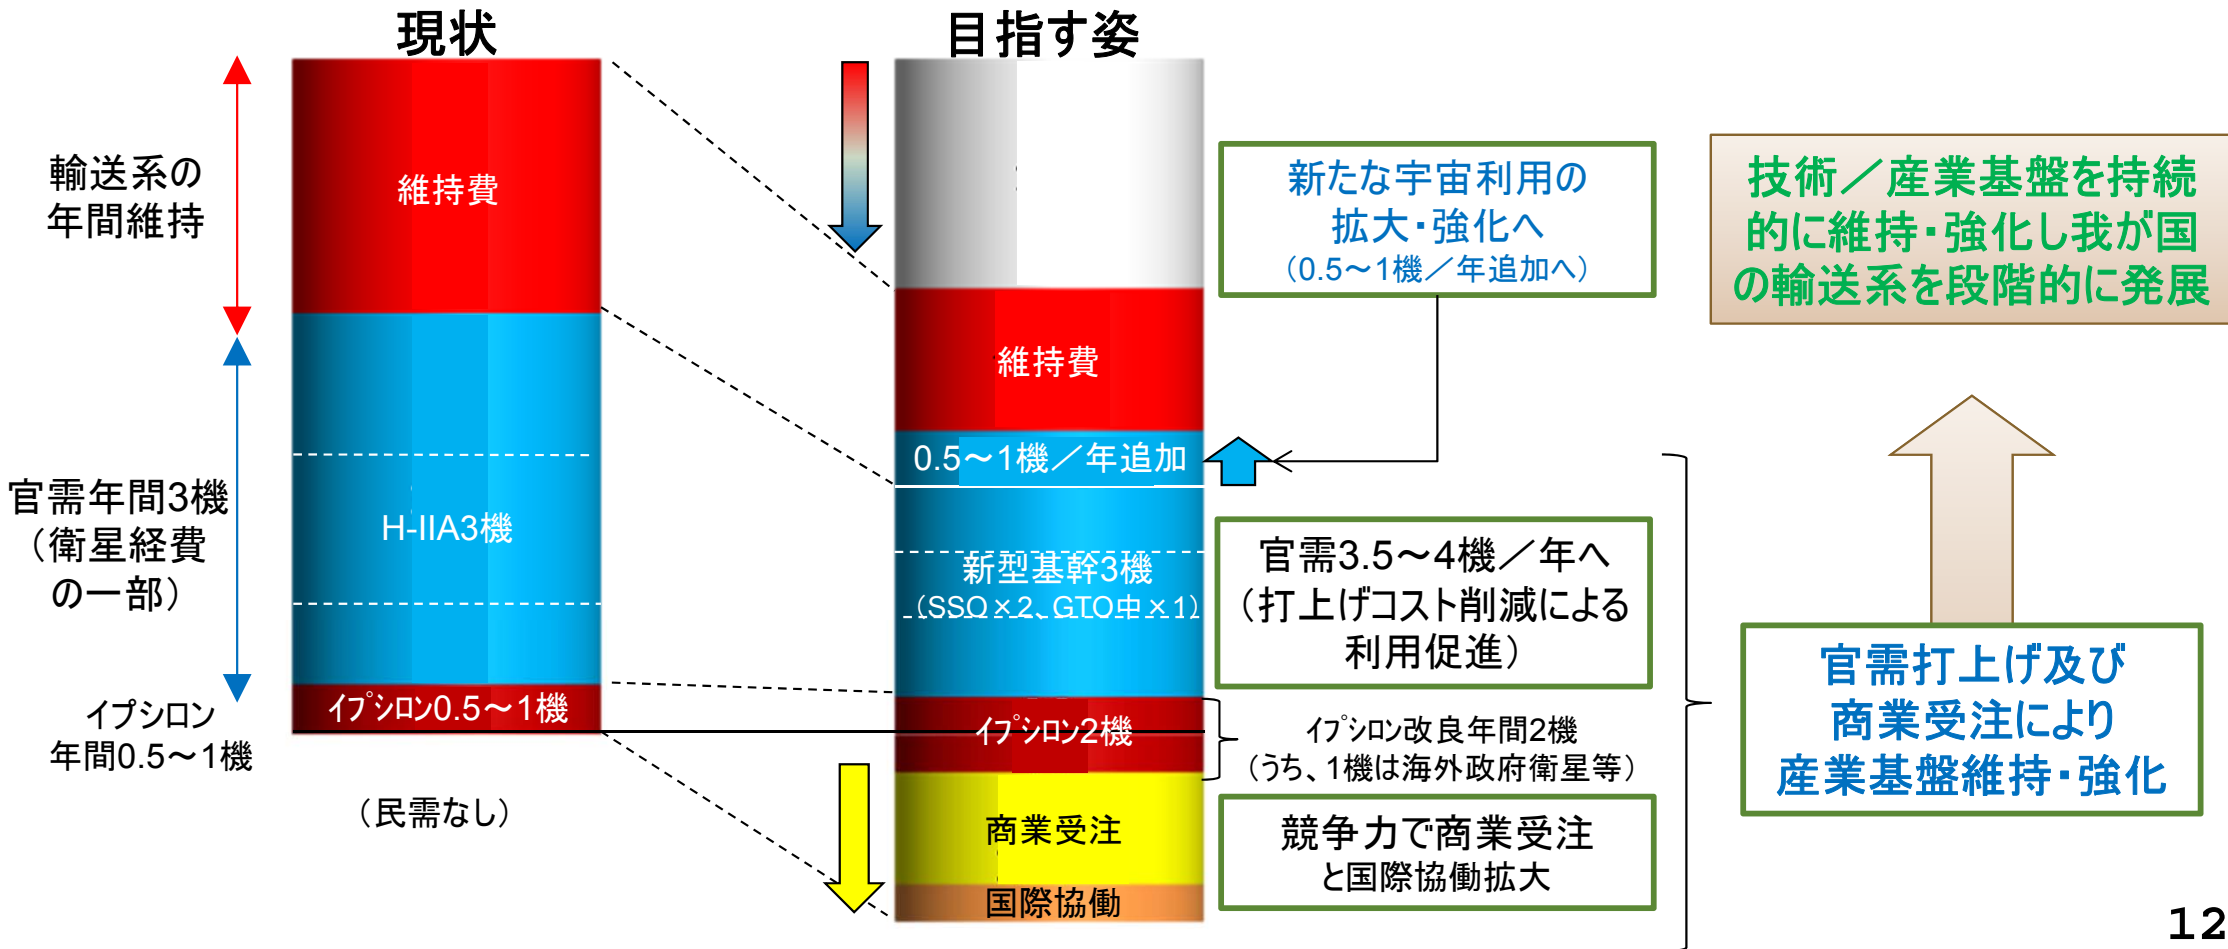 現状
目指す姿
輸送系の
年間維持
官需年間3機
（衛星経費
の一部）
イプシロン
年間0.5～1機
維持費
H-IIA3機
イプシロン0.5～1機
（民需なし）
維持費
0.5～1機／年追加
新型基幹3機
（SSO×2、GTO中×1）
イプシロン2機
商業受注
国際協働
新たな宇宙利用の
拡大・強化へ
（0.5～1機／年追加へ）
官需3.5～4機／年へ
（打上げコスト削減による
利用促進）
イプシロン改良年間2機
（うち、1機は海外政府衛星等）
競争力で商業受注
と国際協働拡大
技術／産業基盤を持続
的に維持・強化し我が国
の輸送系を段階的に発展
官需打上げ及び
商業受注により
産業基盤維持・強化
12